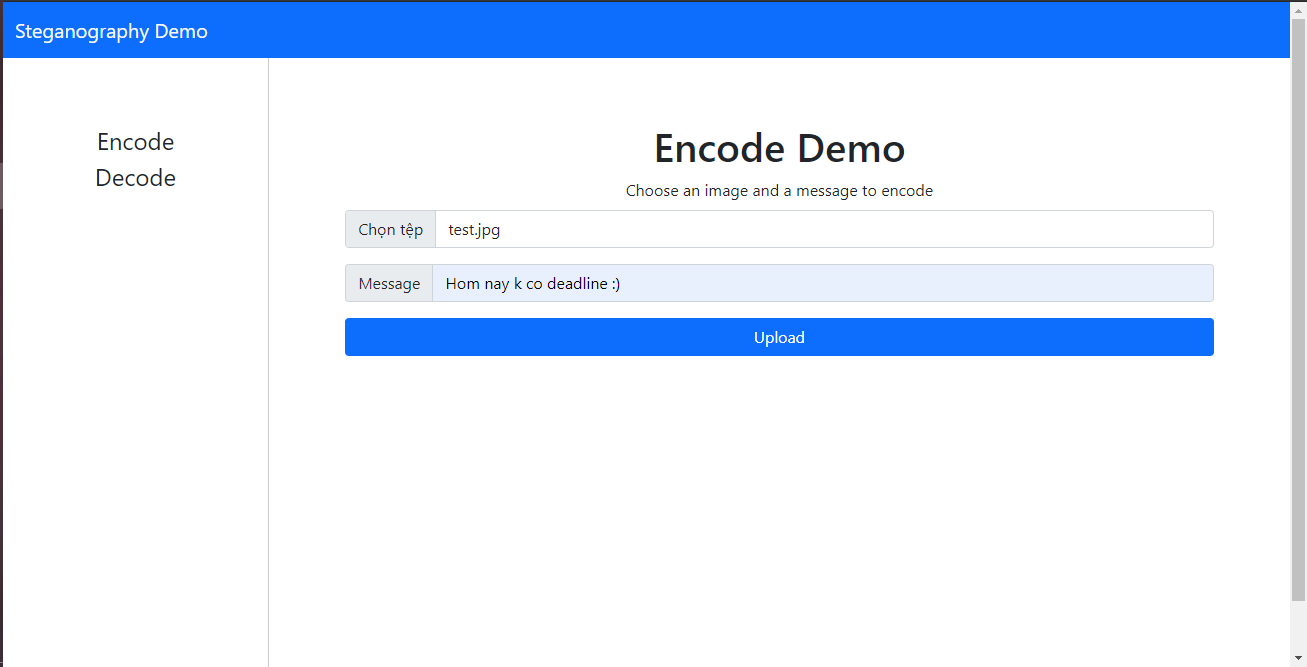 Steganography Demo
Encode
Decode
Encode Demo
Choose an image and a message to encode
Chọn tệp test.jpg
Message Hom nay k co deadline :)
Upload